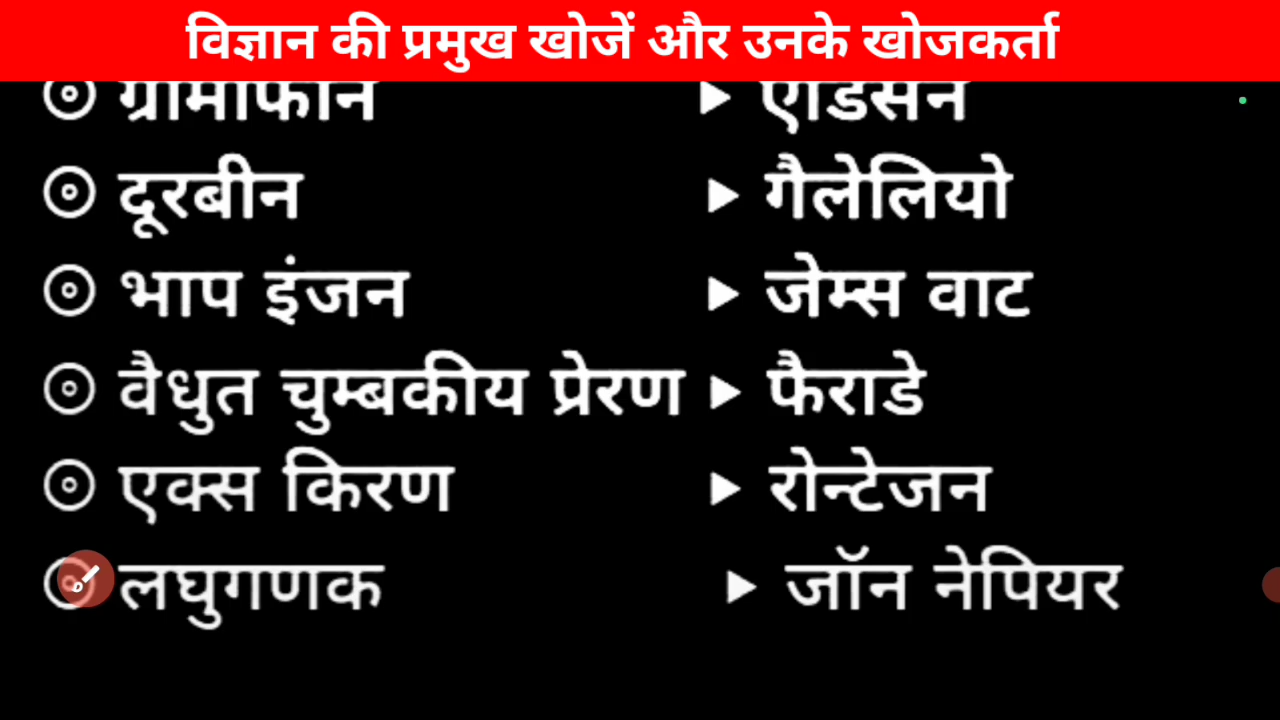 विज्ञान की प्रमुख खोजें और उनके खोजकर्ता
ग्रामोफोन ▶ एडिसन
दूरबीन ▶ गैलेलियो
भाप इंजन ▶ जेम्स वाट
वैधुत चुम्बकीय प्रेरण ▶ फैराडे
एक्स किरण ▶ रोन्टेजन
लघुगणक ▶ जॉन नेपियर